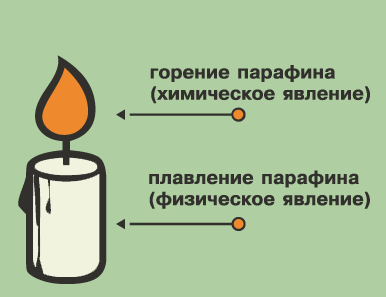 горение парафина
(химическое явление)
плавление парафина
(физическое явление)